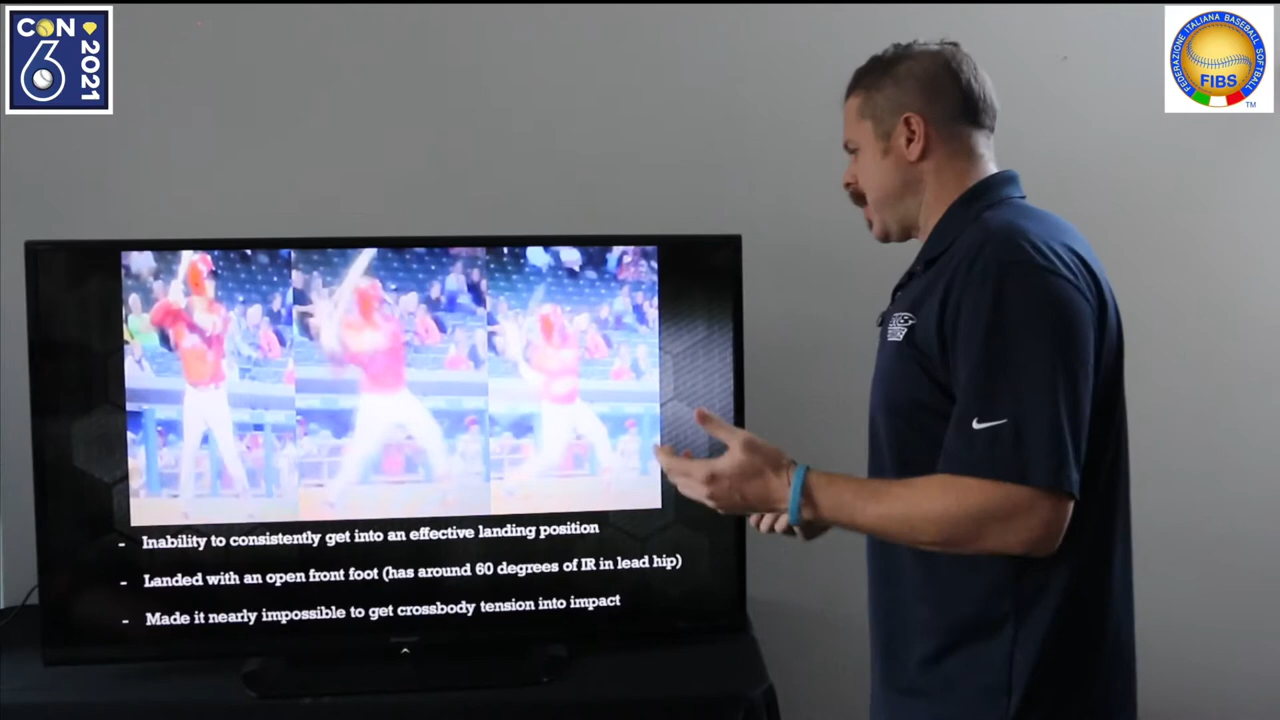 CON
6
2021
FEDERAZIONE ITALIANA BASEBALL SOFTBALL
FIBS
TM
- Inability to consistently get into an effective landing position
- Landed with an open front foot (has around 60 degrees of IR in lead hip)
- Made it nearly impossible to get crossbody tension into impact